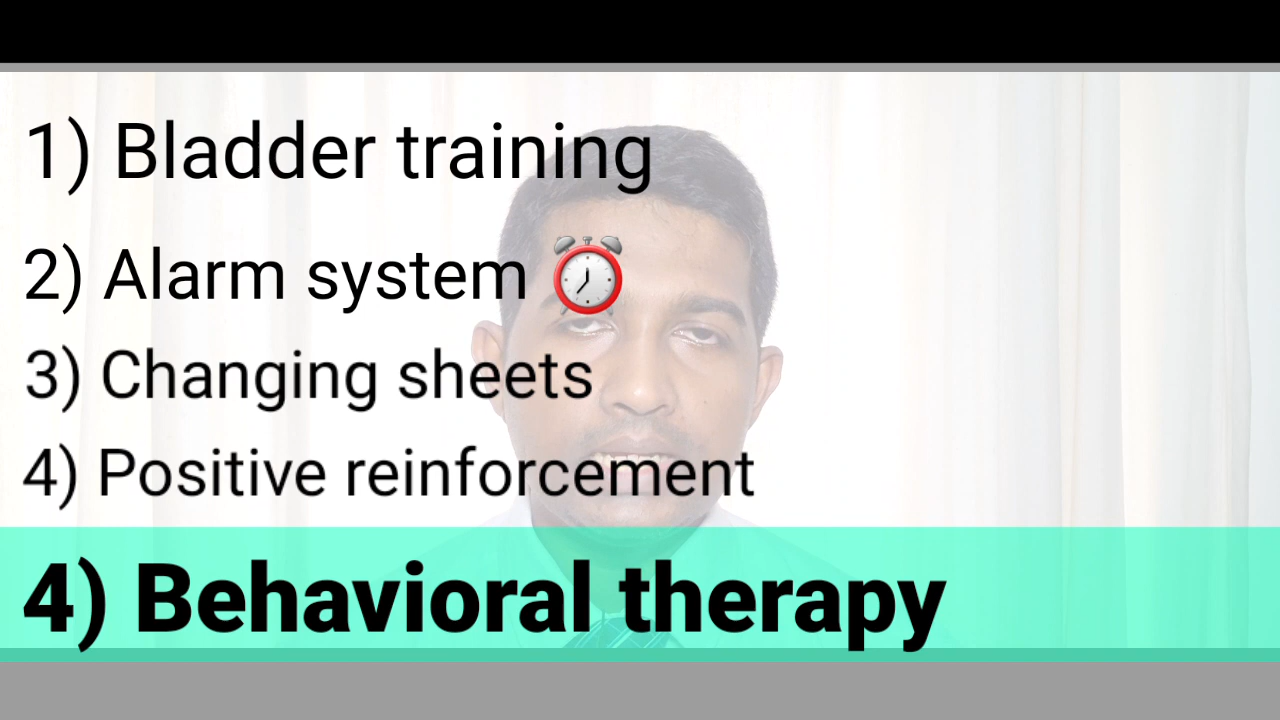 1) Bladder training
2) Alarm system ⏰
3) Changing sheets
4) Positive reinforcement
4) Behavioral therapy